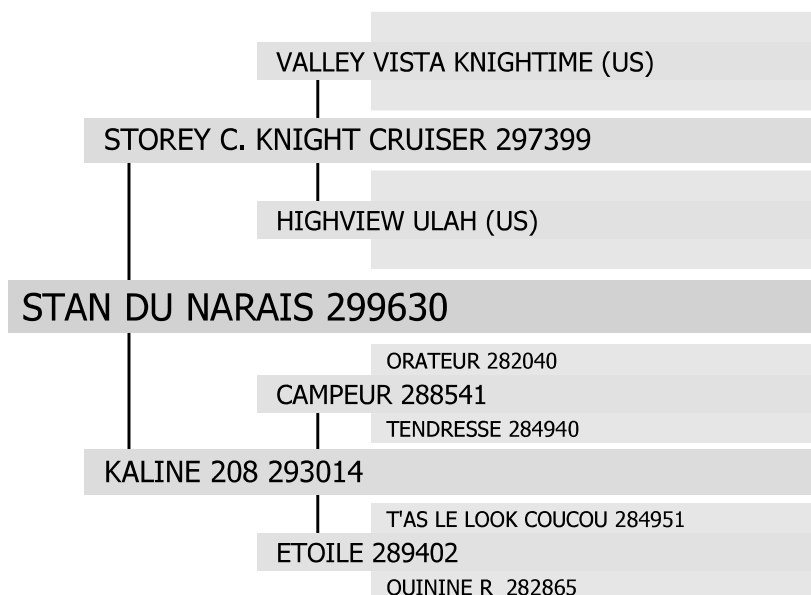 VALLEY VISTA KNIGHTIME (US)
STOREY C. KNIGHT CRUISER 297399
HIGHVIEW ULAH (US)
STAN DU NARAIS 299630
ORATEUR 282040
CAMPEUR 288541
TENDRESSE 284940
KALINE 208 293014
T'AS LE LOOK COUCOU 284951
ETOILE 289402
QUININE R 282865